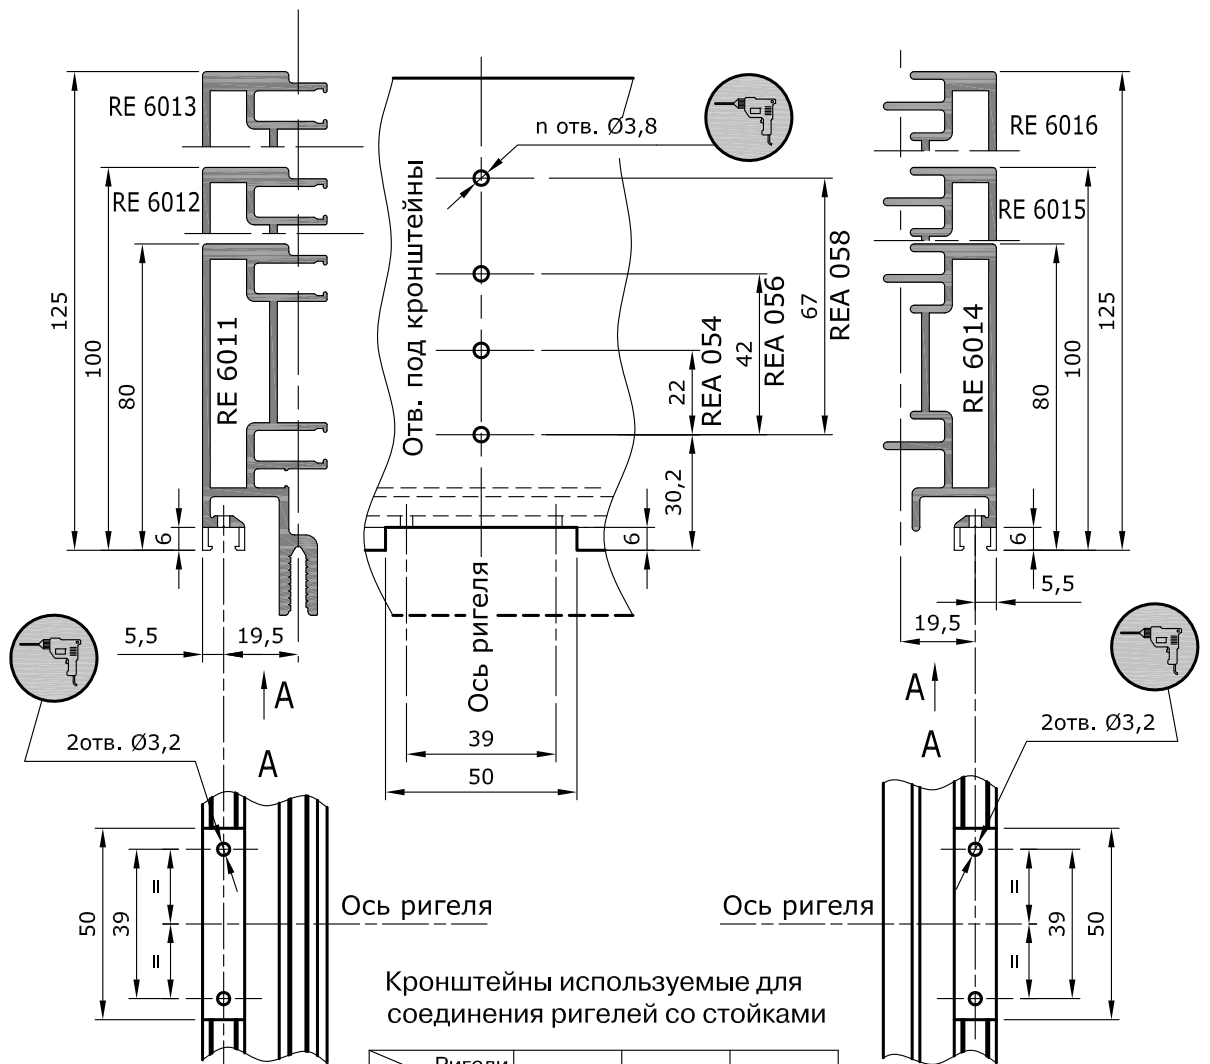 RE 6013
RE 6012
RE 6011
125
100
80
6
5,5
19,5
n отв. Ø3,8
Отв. под кронштейны
22
REA 054
42
REA 056
67
REA 058
30,2
6
Ось ригеля
39
50
RE 6016
RE 6015
RE 6014
80
100
125
6
5,5
19,5
A
A
2отв. Ø3,2
50
39
=
=
Ось ригеля
A
A
2отв. Ø3,2
Ось ригеля
=
=
39
50
Кронштейны используемые для
соединения ригелей со стойками
Ригели